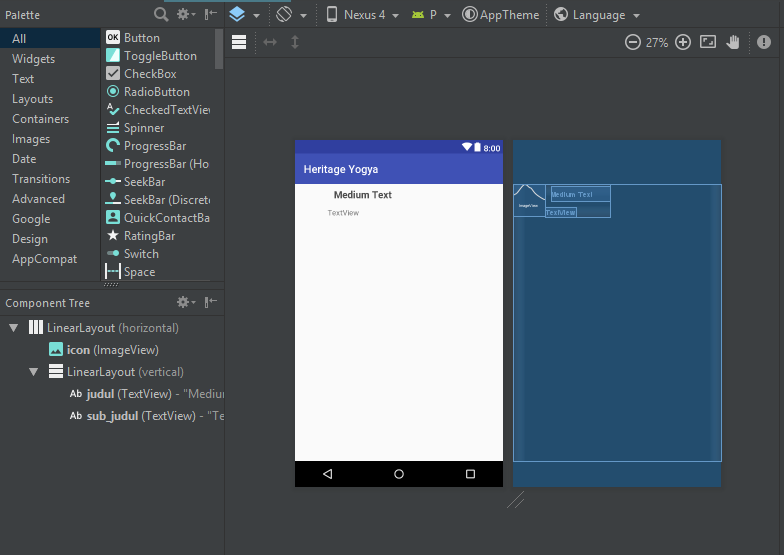 Palette
Nexus 4
P
AppTheme
Language
All
Widgets
Text
Layouts
Containers
Images
Date
Transitions
Advanced
Google
Design
AppCompat
OK Button
ToggleButton
CheckBox
RadioButton
CheckedTextVie
Spinner
ProgressBar
ProgressBar (Ho
SeekBar
SeekBar (Discret
QuickContactBa
RatingBar
Switch
Space
27%
8:00
Heritage Yogya
Medium Text
TextView
ImageView
Medium Text
TextView
Component Tree
LinearLayout (horizontal)
icon (ImageView)
LinearLayout (vertical)
Ab judul (TextView) - "Mediun
Ab sub_judul (TextView) - "Te